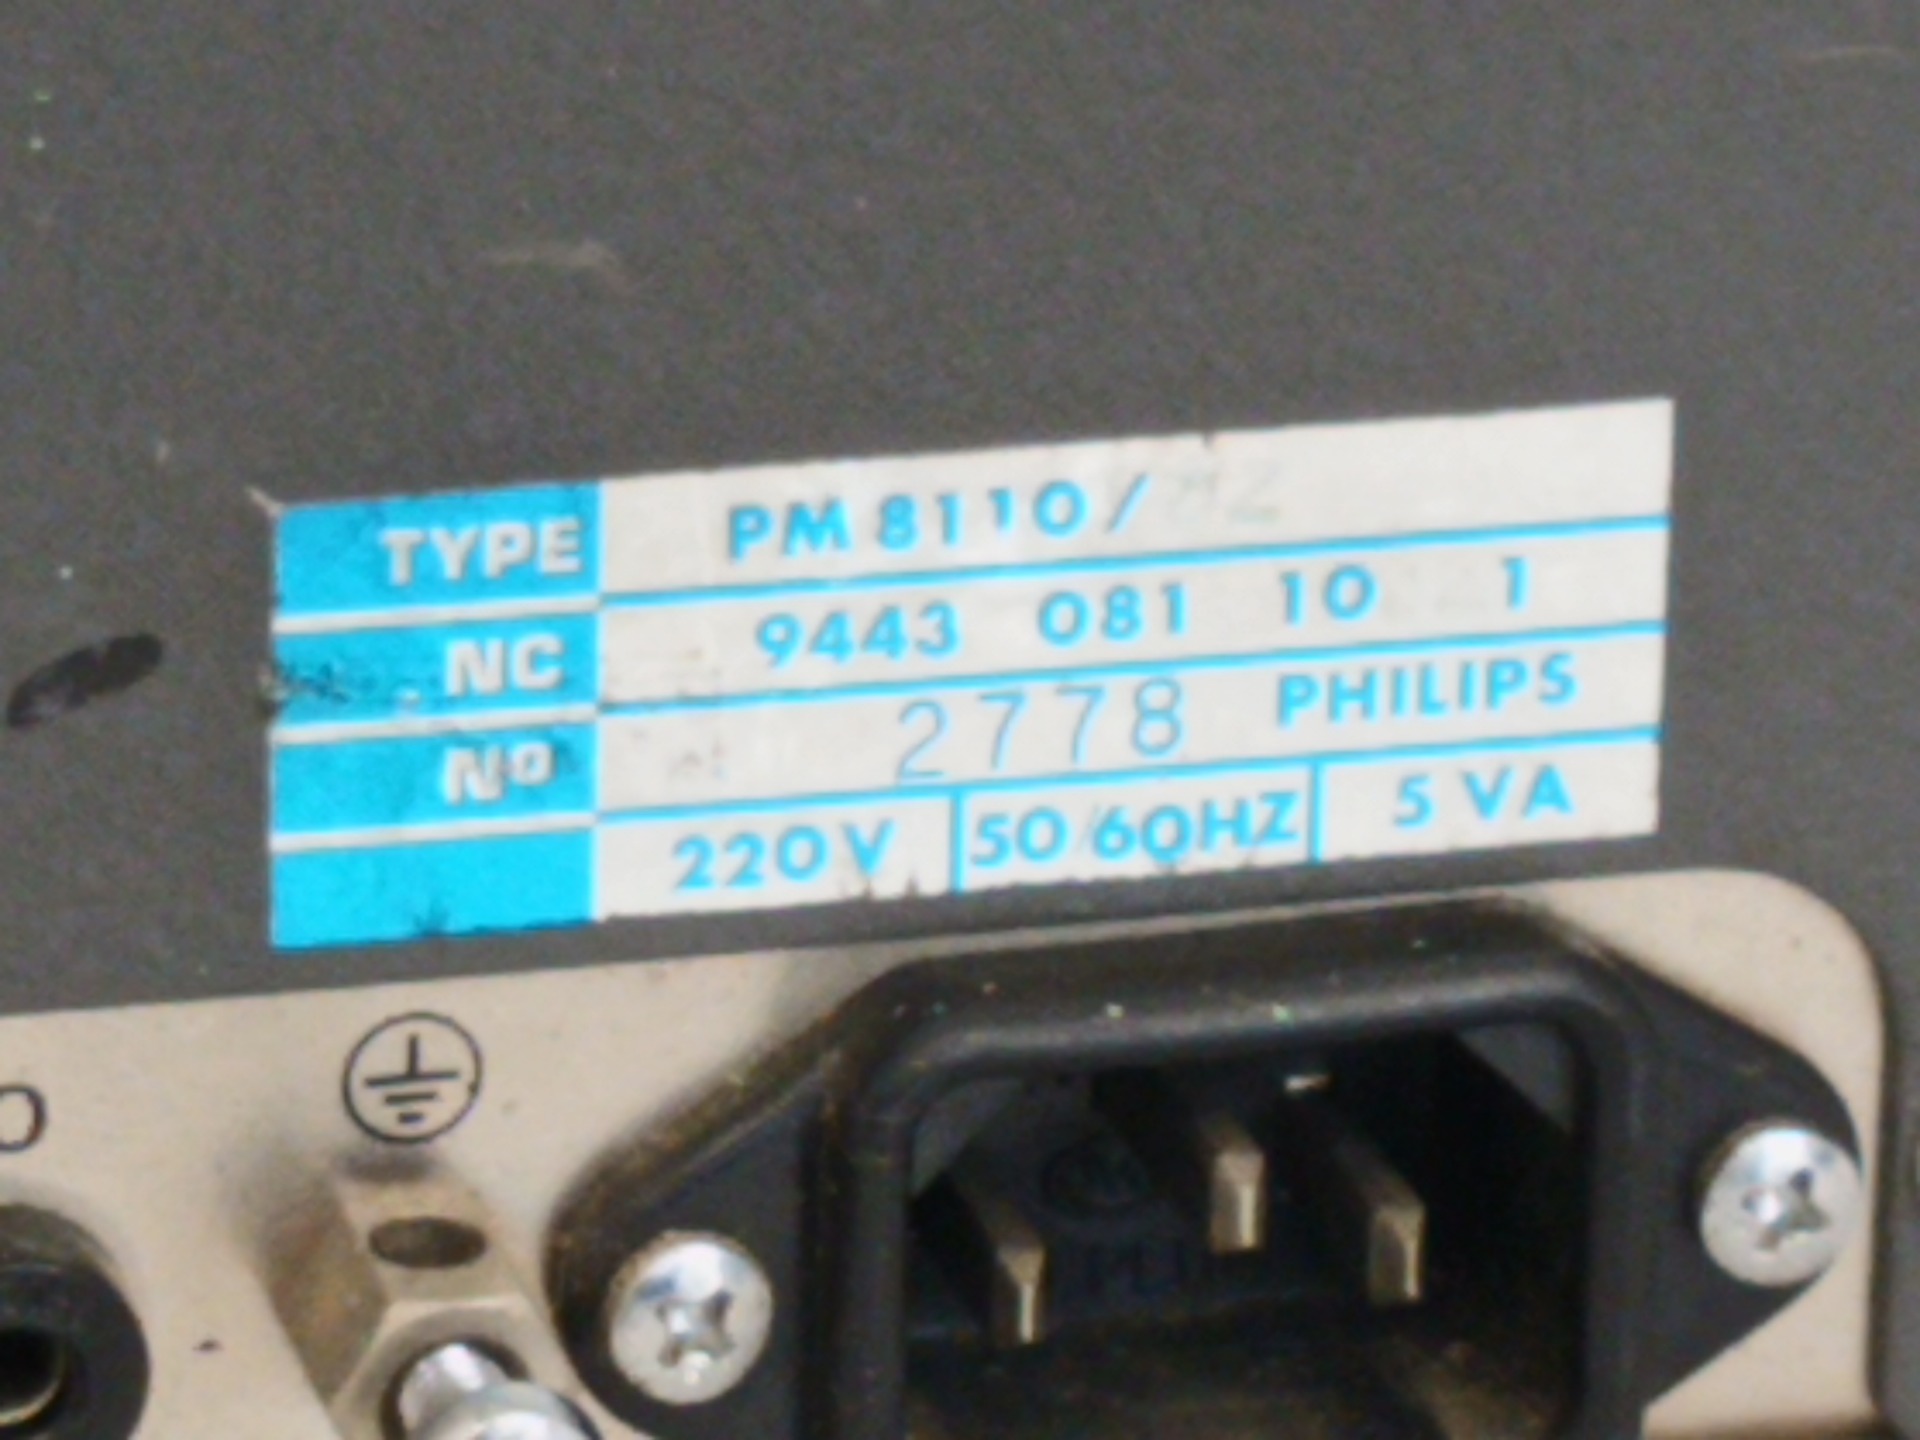 TYPE PM 8110/
NC 9443 081 10 1
Nº 2778 PHILIPS
220V 50/60HZ 5 VA